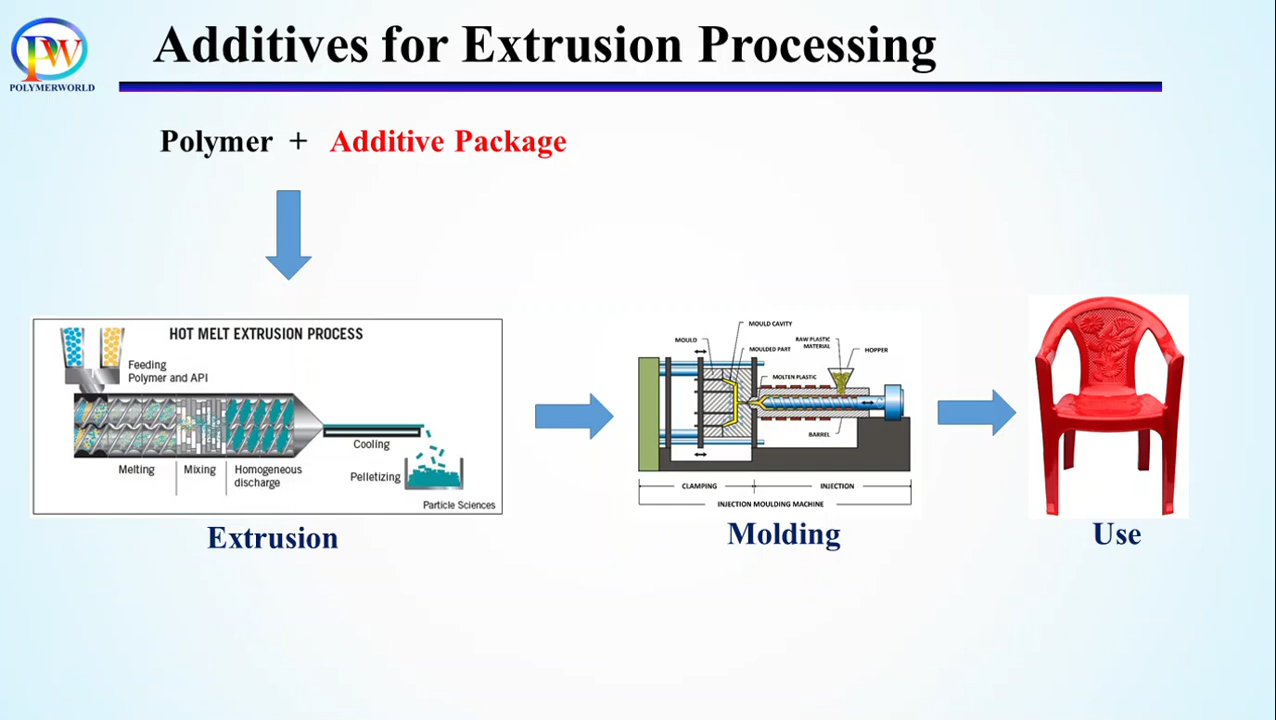 PW
POLYMERWORLD
Additives for Extrusion Processing
Polymer + Additive Package
HOT MELT EXTRUSION PROCESS
Feeding
Polymer and API
Cooling
Melting
Mixing
Homogeneous
discharge
Pelletizing
Particle Sciences
Extrusion
MOULD CAVITY
MOULD
MOULDED PART
RAW PLASTIC
MATERIAL
HOPPER
MOLTEN PLASTIC
BARREL
CLAMPING
INJECTION
INJECTION MOULDING MACHINE
Molding
Use